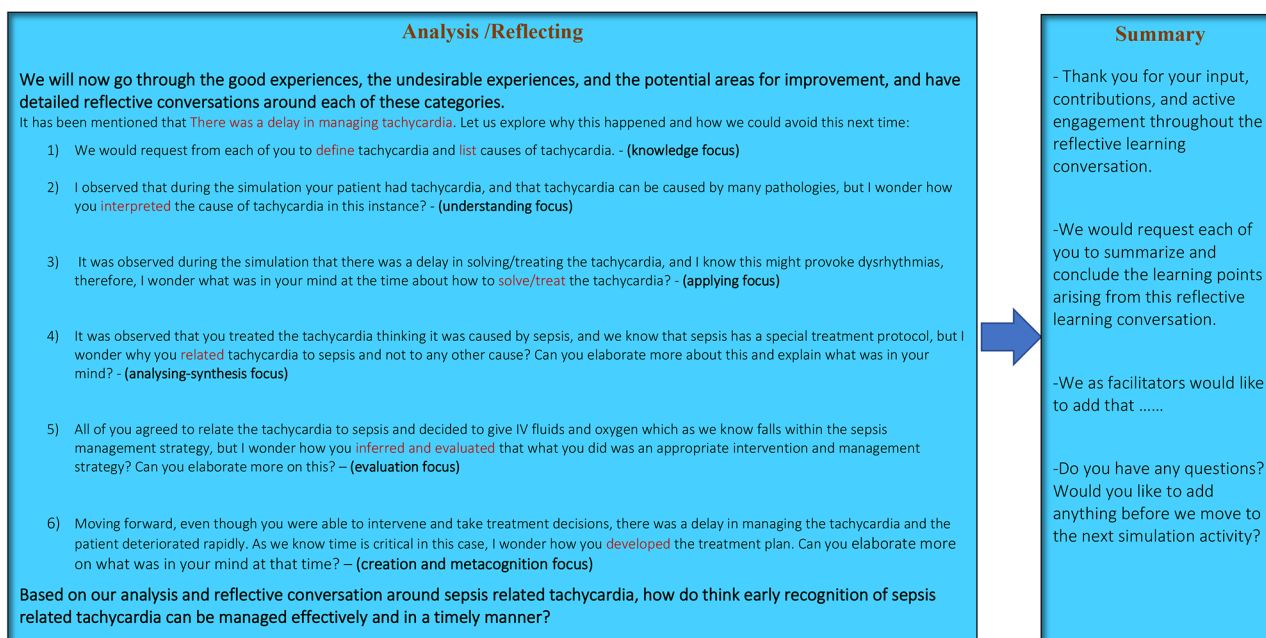 Analysis /Reflecting
We will now go through the good experiences, the undesirable experiences, and the potential areas for improvement, and have
detailed reflective conversations around each of these categories.
It has been mentioned that There was a delay in managing tachycardia. Let us explore why this happened and how we could avoid this next time:
1) We would request from each of you to define tachycardia and list causes of tachycardia. - (knowledge focus)
2) I observed that during the simulation your patient had tachycardia, and that tachycardia can be caused by many pathologies, but I wonder how
you interpreted the cause of tachycardia in this instance? - (understanding focus)
3) It was observed during the simulation that there was a delay in solving/treating the tachycardia, and I know this might provoke dysrhythmias,
therefore, I wonder what was in your mind at the time about how to solve/treat the tachycardia? - (applying focus)
4) It was observed that you treated the tachycardia thinking it was caused by sepsis, and we know that sepsis has a special treatment protocol, but I
wonder why you related tachycardia to sepsis and not to any other cause? Can you elaborate more about this and explain what was in your
mind? - (analysing-synthesis focus)
5) All of you agreed to relate the tachycardia to sepsis and decided to give IV fluids and oxygen which as we know falls within the sepsis
management strategy, but I wonder how you inferred and evaluated that what you did was an appropriate intervention and management
strategy? Can you elaborate more on this? – (evaluation focus)
6) Moving forward, even though you were able to intervene and take treatment decisions, there was a delay in managing the tachycardia and the
patient deteriorated rapidly. As we know time is critical in this case, I wonder how you developed the treatment plan. Can you elaborate more
on what was in your mind at that time? – (creation and metacognition focus)
Based on our analysis and reflective conversation around sepsis related tachycardia, how do think early recognition of sepsis
related tachycardia can be managed effectively and in a timely manner?
Summary
- Thank you for your input,
contributions, and active
engagement throughout the
reflective learning
conversation.
-We would request each of
you to summarize and
conclude the learning points
arising from this reflective
learning conversation.
-We as facilitators would like
to add that ……
-Do you have any questions?
Would you like to add
anything before we move to
the next simulation activity?